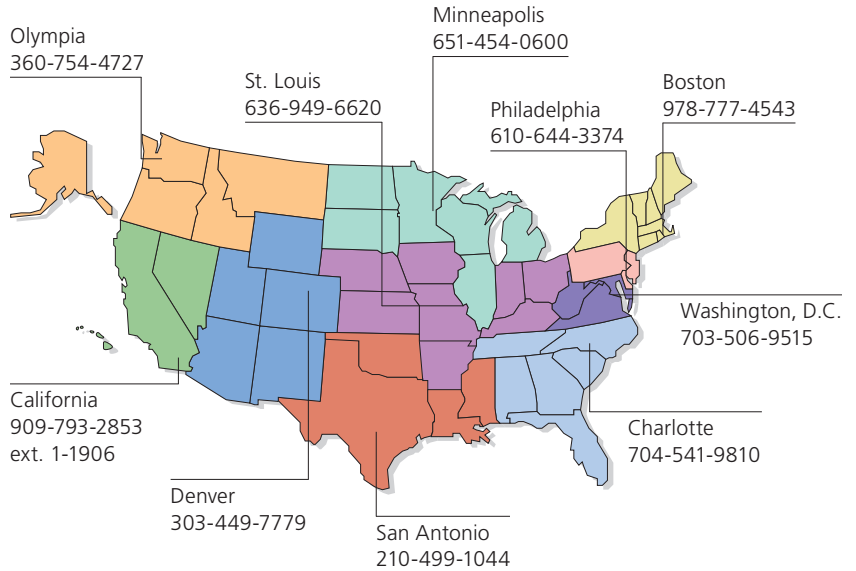 Minneapolis
651-454-0600
Olympia
360-754-4727
St. Louis
636-949-6620
Boston
978-777-4543
Philadelphia
610-644-3374
Washington, D.C.
703-506-9515
California
909-793-2853
ext. 1-1906
Charlotte
704-541-9810
Denver
303-449-7779
San Antonio
210-499-1044